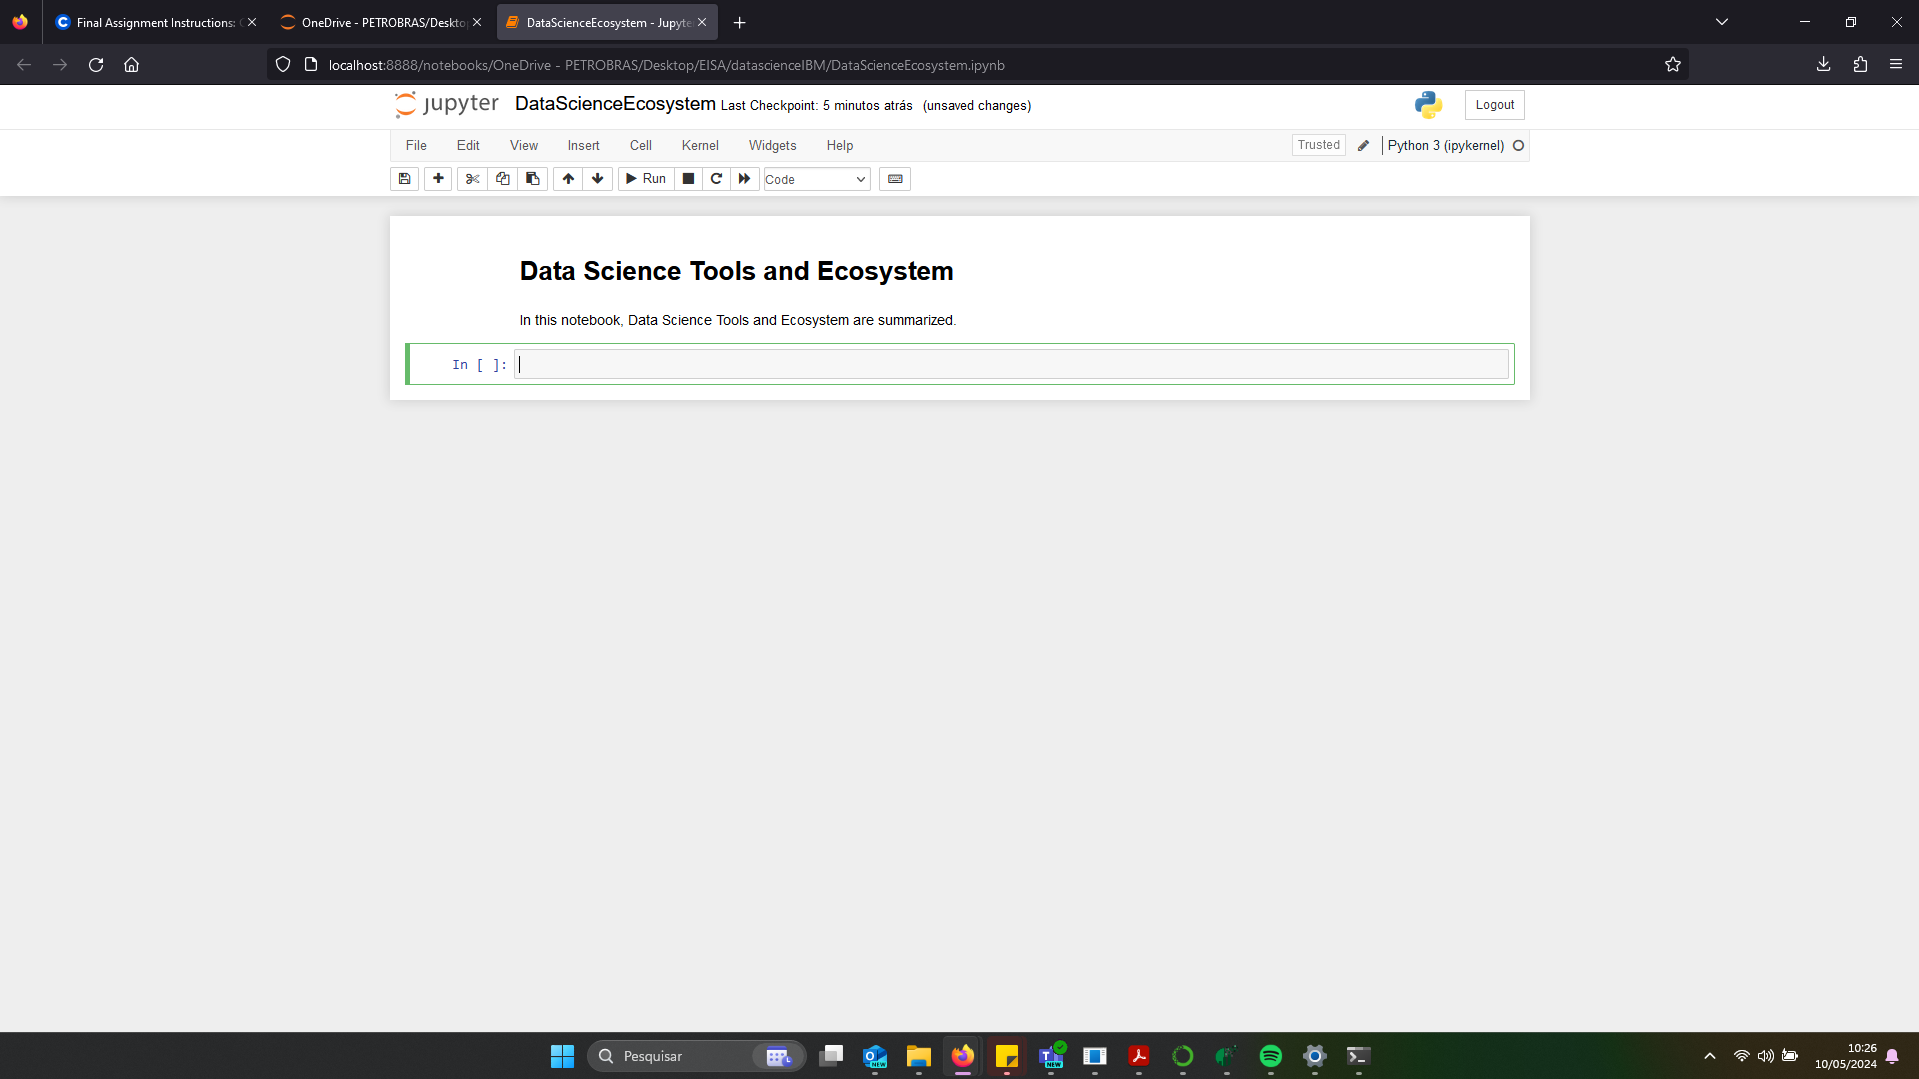 Final Assignment Instructions:
OneDrive - PETROBRAS/Deskto
DataScienceEcosystem - Jupyte
localhost:8888/notebooks/OneDrive - PETROBRAS/Desktop/EISA/datascienceIBM/DataScienceEcosystem.ipynb
jupyter DataScienceEcosystem Last Checkpoint: 5 minutos atrás (unsaved changes)
Logout
File Edit View Insert Cell Kernel Widgets Help
Trusted Python 3 (ipykernel)
Run Code
Data Science Tools and Ecosystem
In this notebook, Data Science Tools and Ecosystem are summarized.
In [ ]:
Pesquisar
NEW
NEW
10:26
10/05/2024